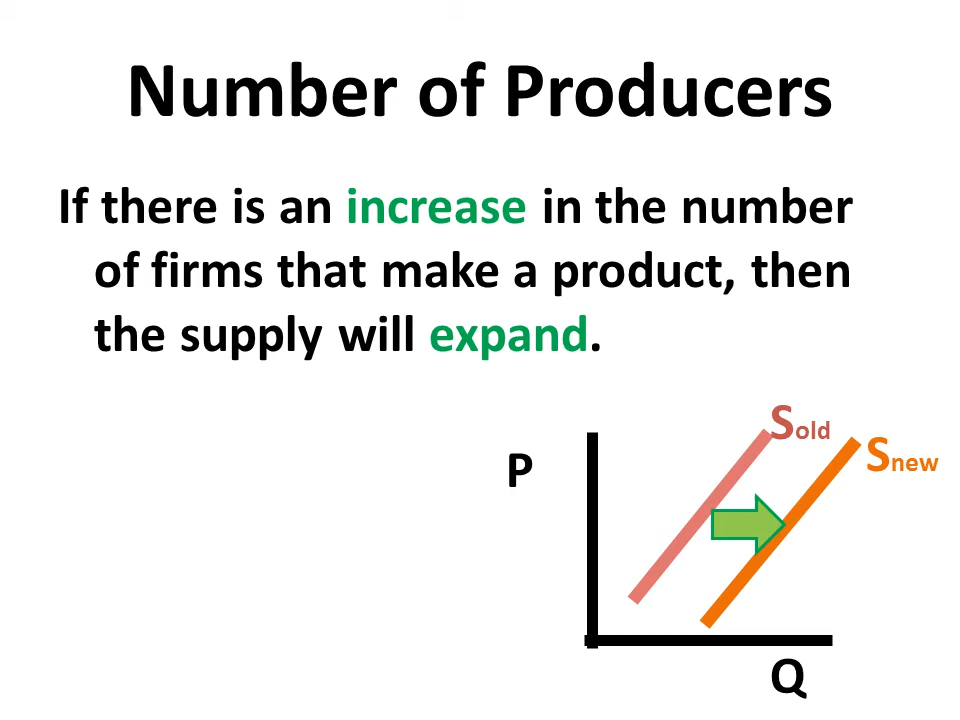 Number of Producers
If there is an increase in the number
of firms that make a product, then
the supply will expand.
Sold
Snew
P
Q